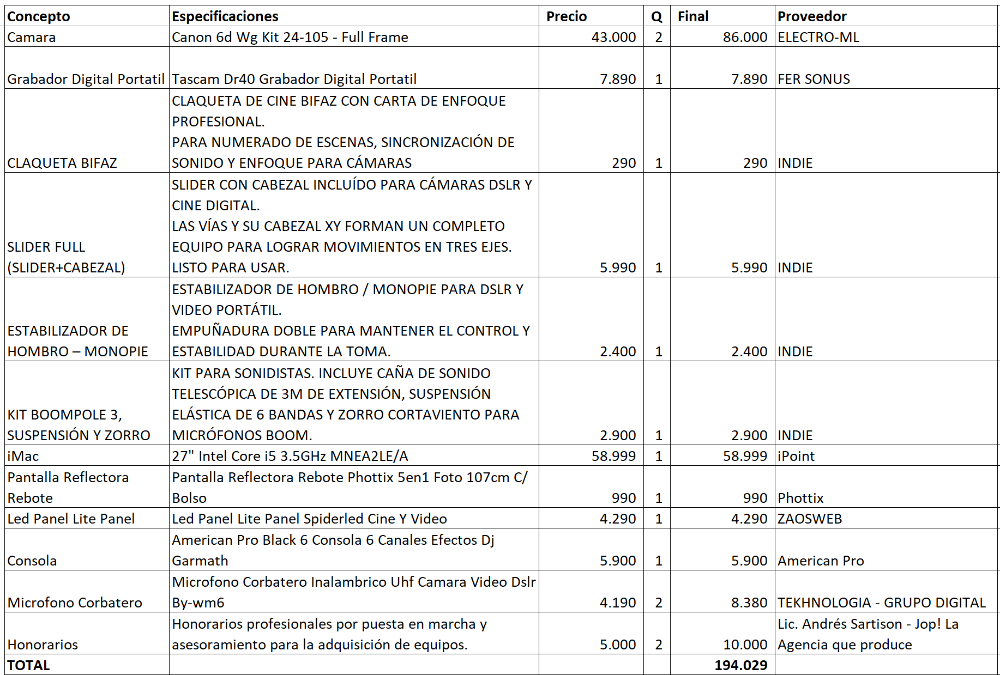 Concepto Especificaciones Precio Q Final Proveedor
Camara Canon 6d Wg Kit 24-105 - Full Frame 43.000 2 86.000 ELECTRO-ML
Grabador Digital Portatil Tascam Dr40 Grabador Digital Portatil 7.890 1 7.890 FER SONUS
CLAQUETA DE CINE BIFAZ CON CARTA DE ENFOQUE
PROFESIONAL.
PARA NUMERADO DE ESCENAS, SINCRONIZACIÓN DE
CLAQUETA BIFAZ SONIDO Y ENFOQUE PARA CÁMARAS 290 1 290 INDIE
SLIDER CON CABEZAL INCLUÍDO PARA CÁMARAS DSLR Y
CINE DIGITAL.
LAS VÍAS Y SU CABEZAL XY FORMAN UN COMPLETO
SLIDER FULL EQUIPO PARA LOGRAR MOVIMIENTOS EN TRES EJES.
(SLIDER+CABEZAL) LISTO PARA USAR. 5.990 1 5.990 INDIE
ESTABILIZADOR DE HOMBRO / MONOPIE PARA DSLR Y
VIDEO PORTÁTIL.
ESTABILIZADOR DE EMPUÑADURA DOBLE PARA MANTENER EL CONTROL Y
HOMBRO – MONOPIE ESTABILIDAD DURANTE LA TOMA. 2.400 1 2.400 INDIE
KIT PARA SONIDISTAS. INCLUYE CAÑA DE SONIDO
TELESCÓPICA DE 3M DE EXTENSIÓN, SUSPENSIÓN
KIT BOOMPOLE 3, ELÁSTICA DE 6 BANDAS Y ZORRO CORTAVIENTO PARA
SUSPENSIÓN Y ZORRO MICRÓFONOS BOOM. 2.900 1 2.900 INDIE
iMac 27" Intel Core i5 3.5GHz MNEA2LE/A 58.999 1 58.999 iPoint
Pantalla Reflectora Pantalla Reflectora Rebote Phottix 5en1 Foto 107cm C/
Rebote Bolso 990 1 990 Phottix
Led Panel Lite Panel Led Panel Lite Panel Spiderled Cine Y Video 4.290 1 4.290 ZAOSWEB
American Pro Black 6 Consola 6 Canales Efectos Dj
Consola Garmath 5.900 1 5.900 American Pro
Microfono Corbatero Inalambrico Uhf Camara Video Dslr
Microfono Corbatero By-wm6 4.190 2 8.380 TEKHNOLOGIA - GRUPO DIGITAL
Honorarios profesionales por puesta en marcha y Lic. Andrés Sartison - Jop! La
Honorarios asesoramiento para la adquisición de equipos. 5.000 2 10.000 Agencia que produce
TOTAL 194.029